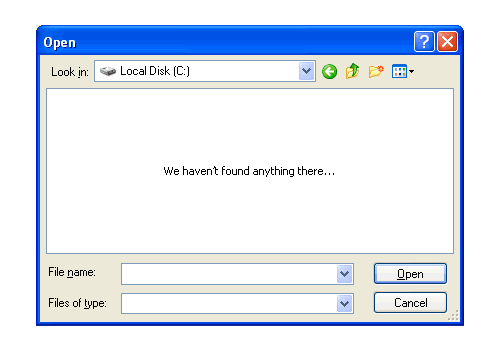 Open
Look in: Local Disk (C:)
We haven't found anything there...
File name:
Open
Files of type:
Cancel